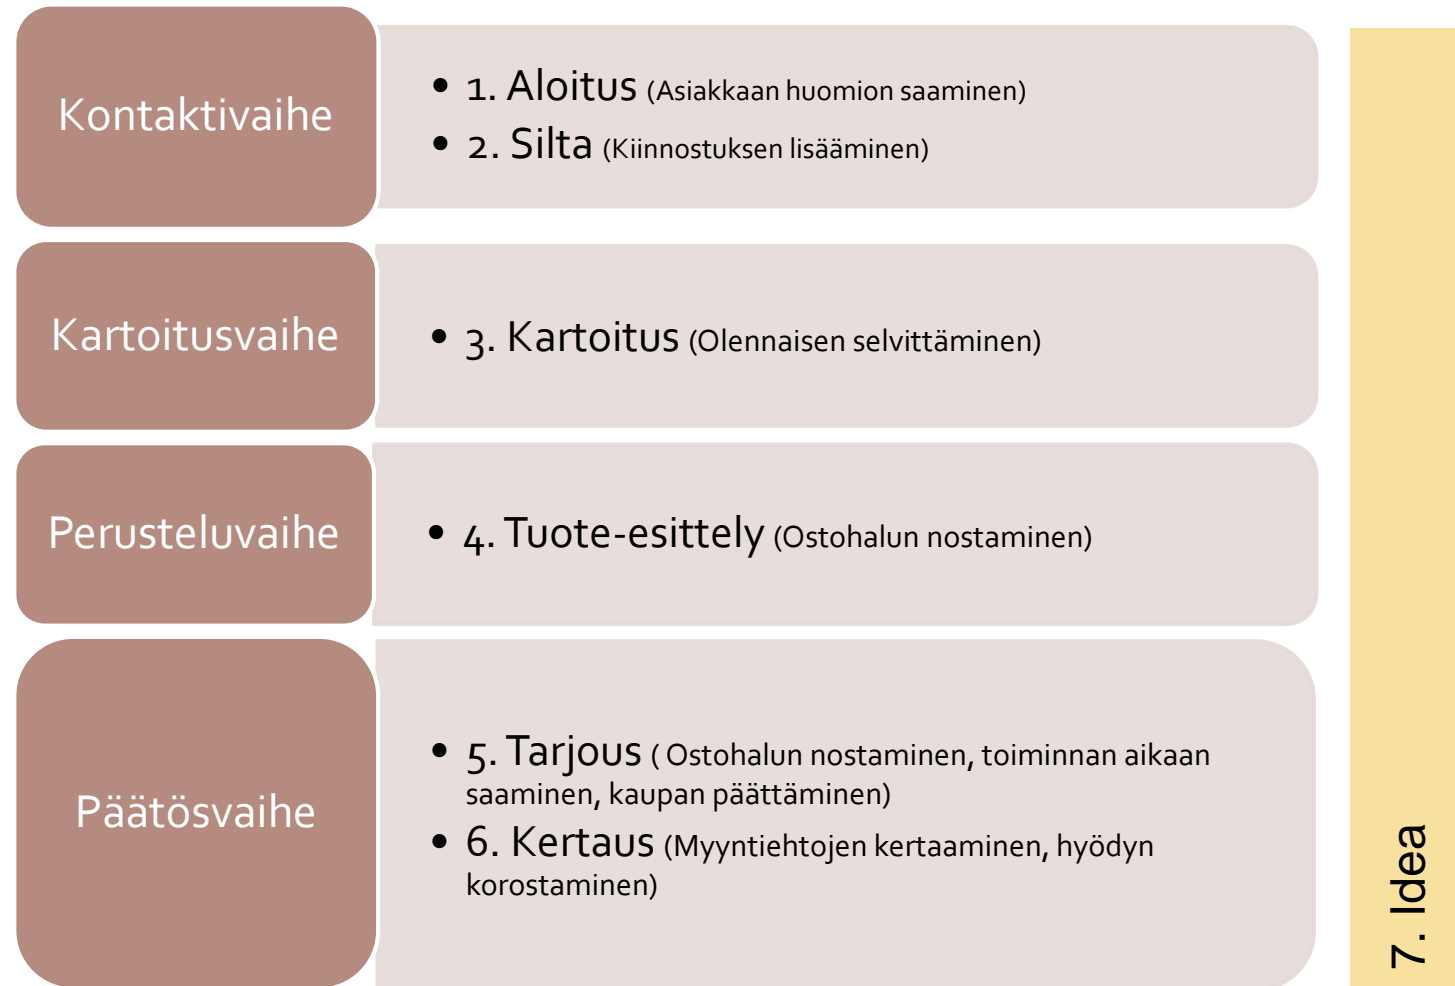 Kontaktivaihe
• 1. Aloitus (Asiakkaan huomion saaminen)
• 2. Silta (Kiinnostuksen lisääminen)
Kartoitusvaihe
• 3. Kartoitus (Olennaisen selvittäminen)
Perusteluvaihe
• 4. Tuote-esittely (Ostohalun nostaminen)
Päätösvaihe
• 5. Tarjous ( Ostohalun nostaminen, toiminnan aikaan
saaminen, kaupan päättäminen)
• 6. Kertaus (Myyntiehtojen kertaaminen, hyödyn
korostaminen)
7. Idea